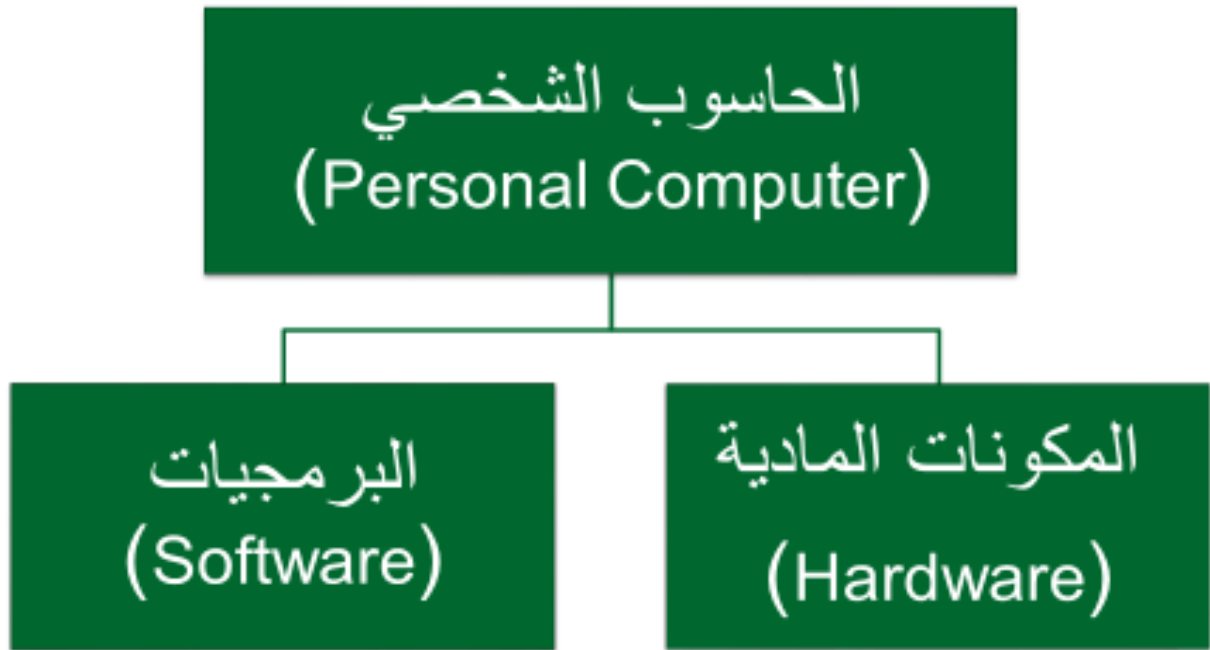 الحاسوب الشخصي
(Personal Computer)
المكونات المادية
(Hardware)
البرمجيات
(Software)